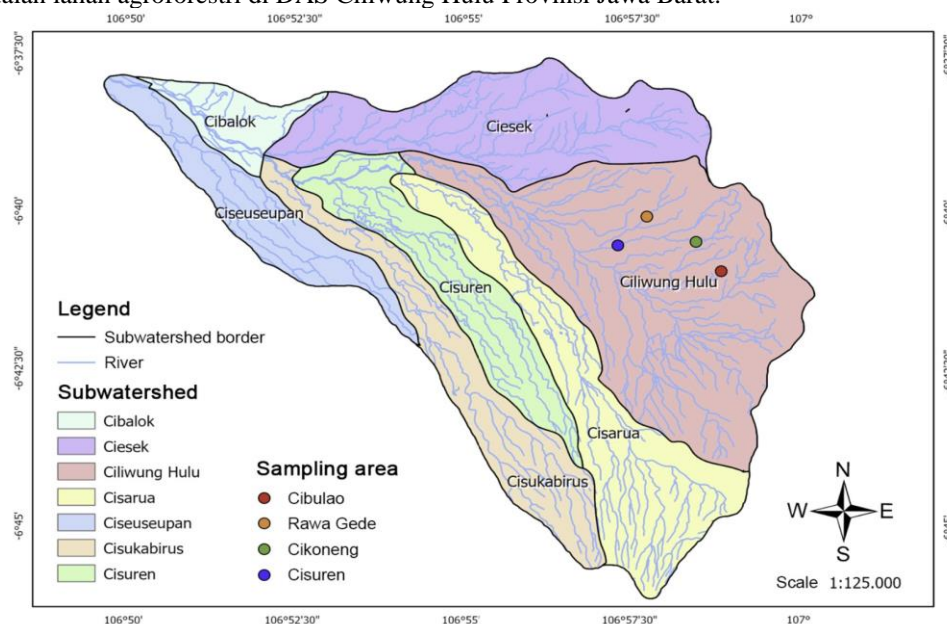 lahan agroforestri di DAS Ciliwung Hulu Provinsi Jawa Barat.
106°50' 106°52'30" 106°55' 106°57'30" 107°
-6°37'30"
-6°40'
-6°42'30"
-6°45'
Cibalok
Ciesek
Ciseuseupan
Cisuren
Ciliwung Hulu
Cisarua
Cisukabirus
Legend
Subwatershed border
River
Subwatershed
Cibalok
Ciesek
Ciliwung Hulu
Cisarua
Ciseuseupan
Cisukabirus
Cisuren
Sampling area
Cibulao
Rawa Gede
Cikoneng
Cisuren
N
W E
S
Scale 1:125.000
106°50' 106°52'30" 106°55' 106°57'30" 107°